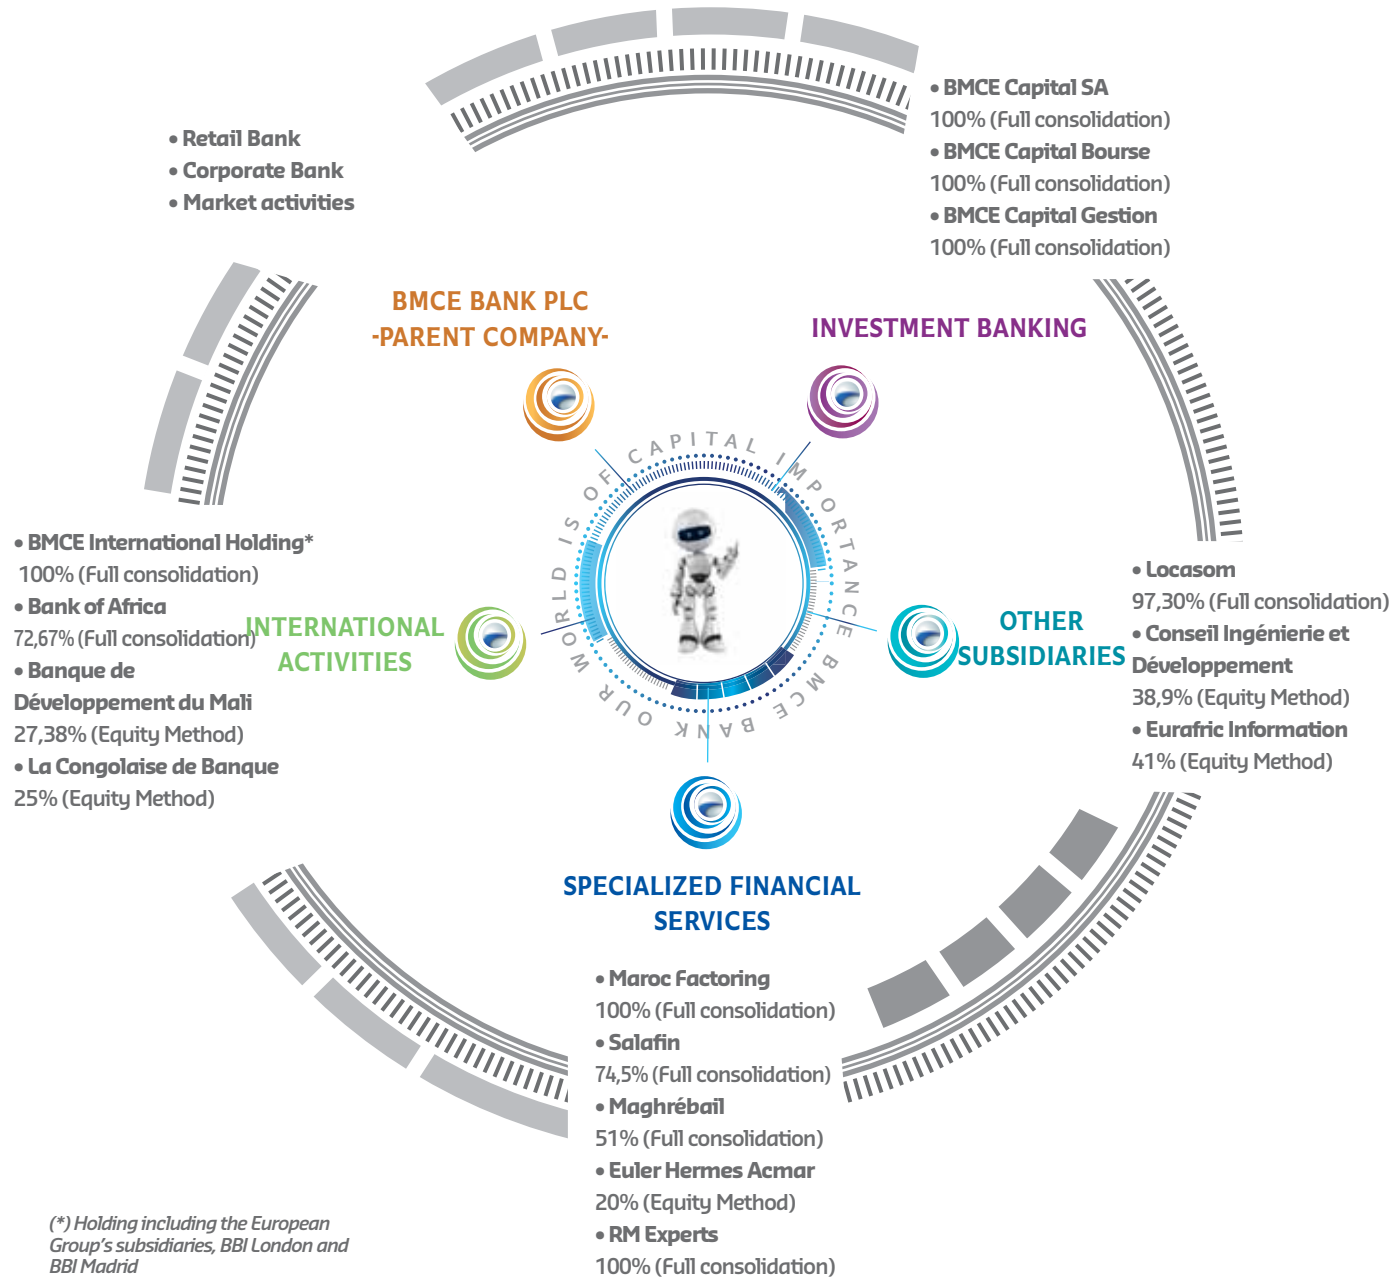 • Retail Bank
• Corporate Bank
• Market activities
• BMCE Capital SA
100% (Full consolidation)
• BMCE Capital Bourse
100% (Full consolidation)
• BMCE Capital Gestion
100% (Full consolidation)
BMCE BANK PLC
-PARENT COMPANY-
INVESTMENT BANKING
BMCE BANK OUR WORLD IS OF CAPITAL IMPORTANCE
• BMCE International Holding*
100% (Full consolidation)
• Bank of Africa
72,67% (Full consolidation)
• Banque de
Développement du Mali
27,38% (Equity Method)
• La Congolaise de Banque
25% (Equity Method)
INTERNATIONAL
ACTIVITIES
OTHER
SUBSIDIARIES
• Locasom
97,30% (Full consolidation)
• Conseil Ingénierie et
Développement
38,9% (Equity Method)
• Eurafric Information
41% (Equity Method)
SPECIALIZED FINANCIAL
SERVICES
• Maroc Factoring
100% (Full consolidation)
• Salafin
74,5% (Full consolidation)
• Maghrébail
51% (Full consolidation)
• Euler Hermes Acmar
20% (Equity Method)
• RM Experts
100% (Full consolidation)
(*) Holding including the European
Group's subsidiaries, BBI London and
BBI Madrid